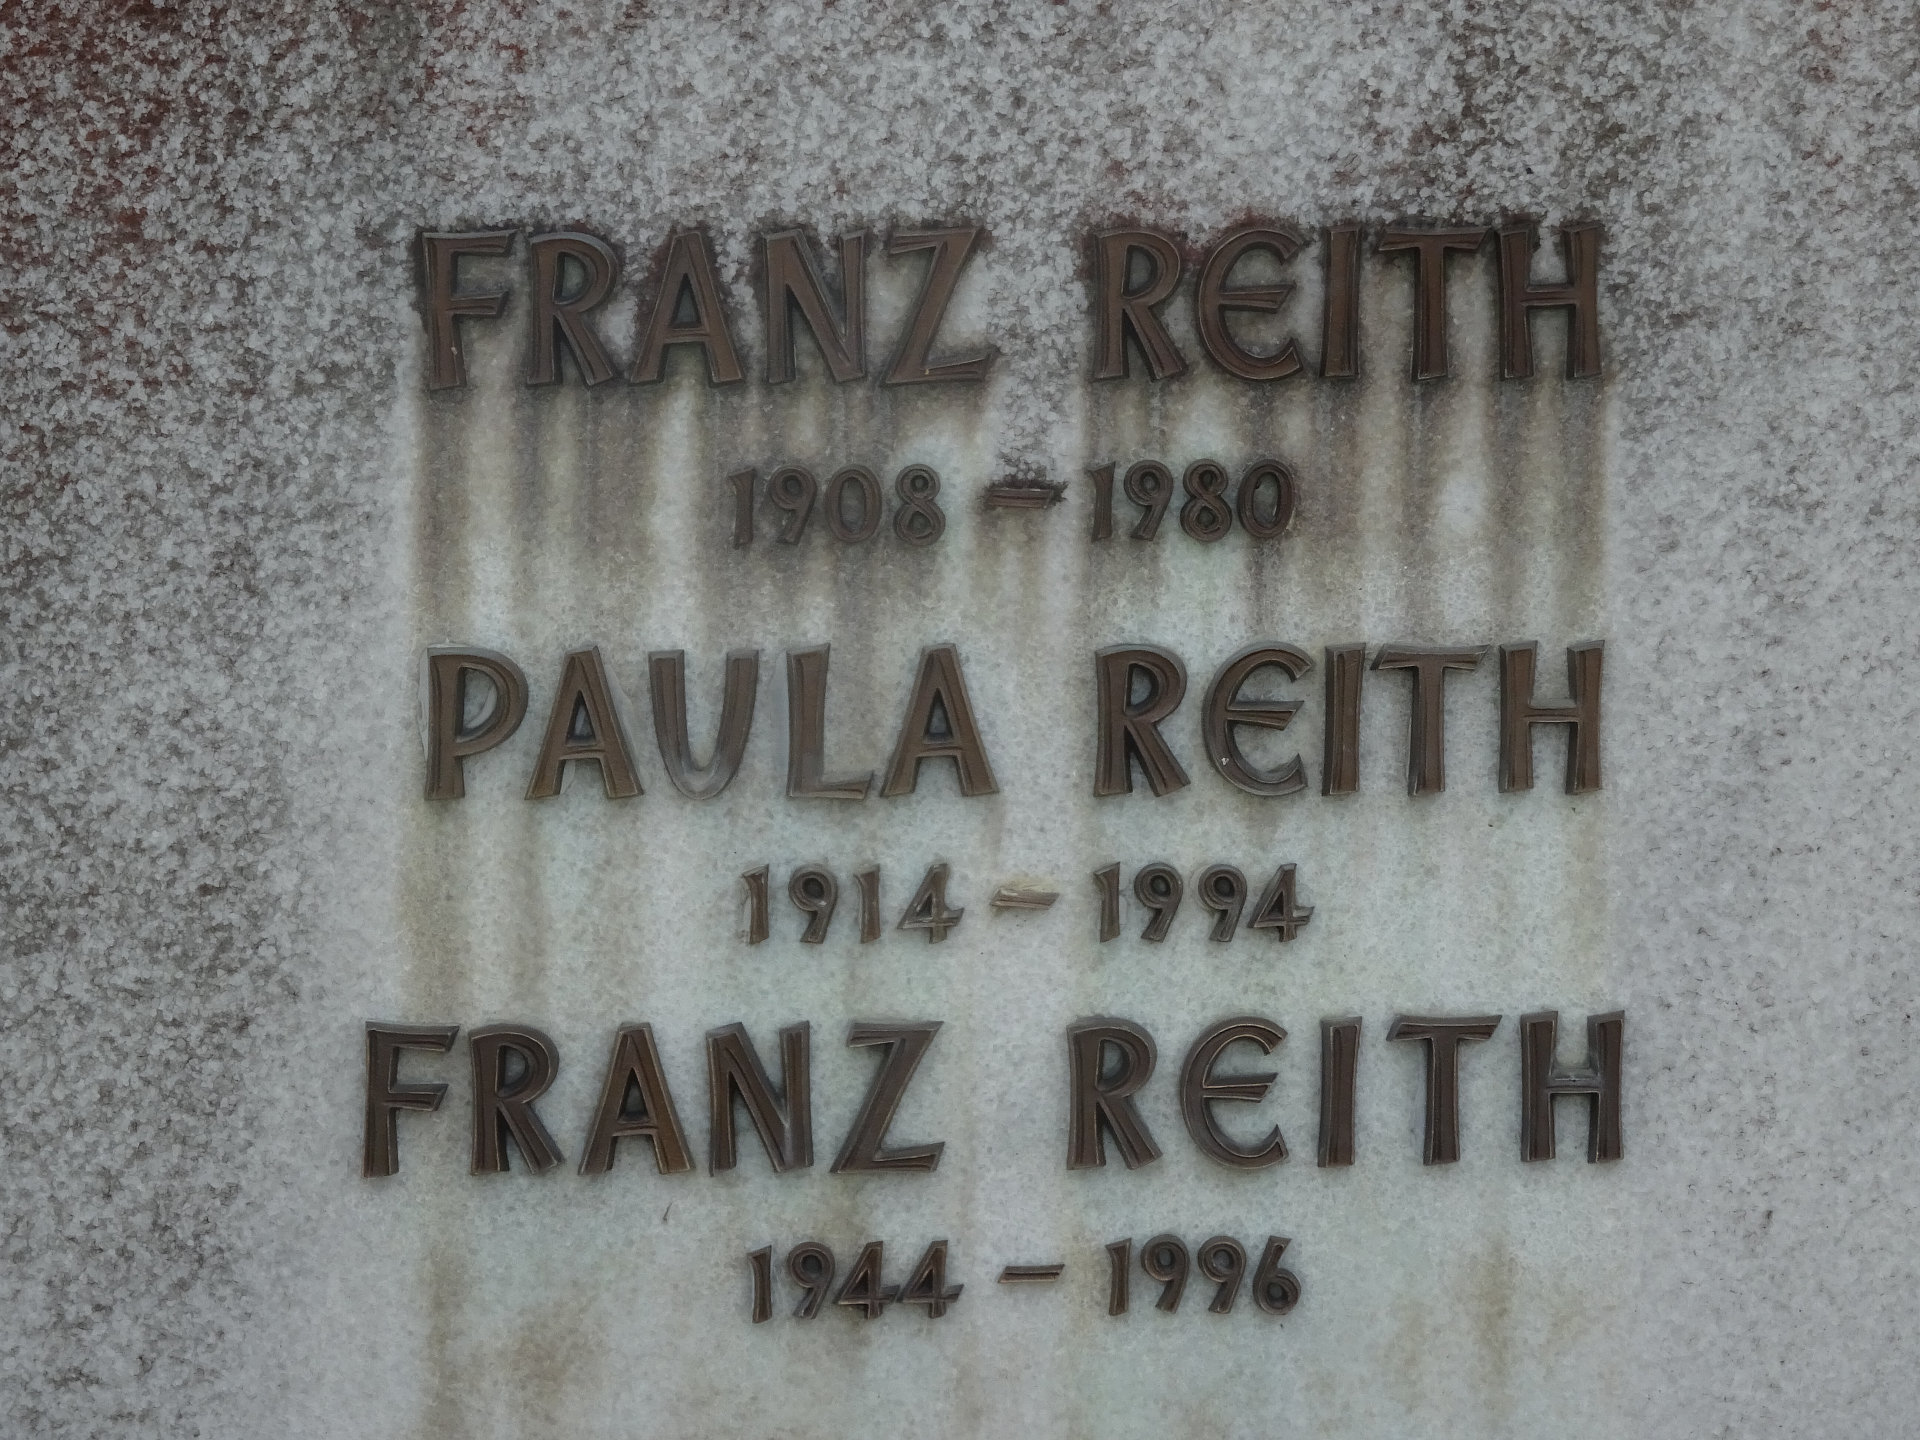 FRANZ REITH
1908 – 1980
PAULA REITH
1914 – 1994
FRANZ REITH
1944 – 1996